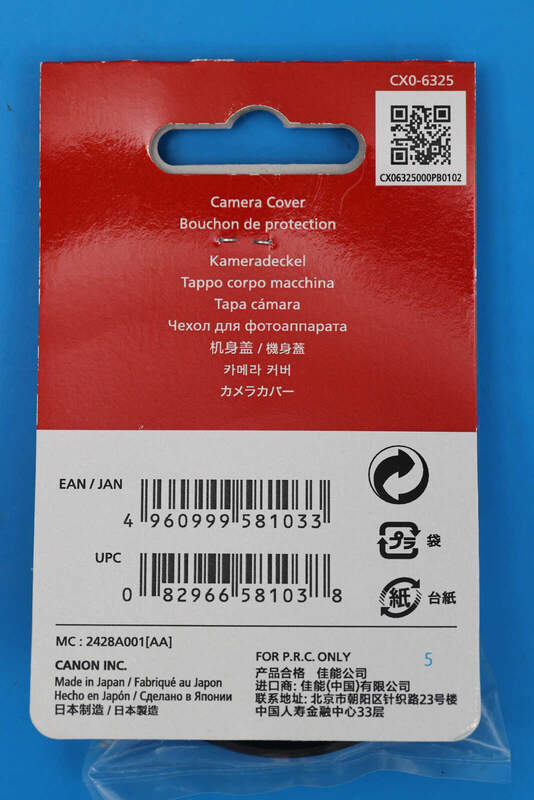 CX0-6325
CX06325000PB0102
Camera Cover
Bouchon de protection
Kameradeckel
Tappo corpo macchina
Tapa cámara
Чехол для фотоаппарата
机身盖 / 機身蓋
카메라 커버
カメラカバー
EAN / JAN
4 960999 581033
UPC
0 82966 58103 8
プラ 袋
紙 台紙
MC : 2428A001[AA]
CANON INC.
Made in Japan / Fabriqué au Japon
Hecho en Japón / Сделано в Японии
日本制造 / 日本製造
FOR P.R.C. ONLY
5
产品合格 佳能公司
进口商: 佳能(中国)有限公司
联系地址: 北京市朝阳区针织路23号楼
中国人寿金融中心33层